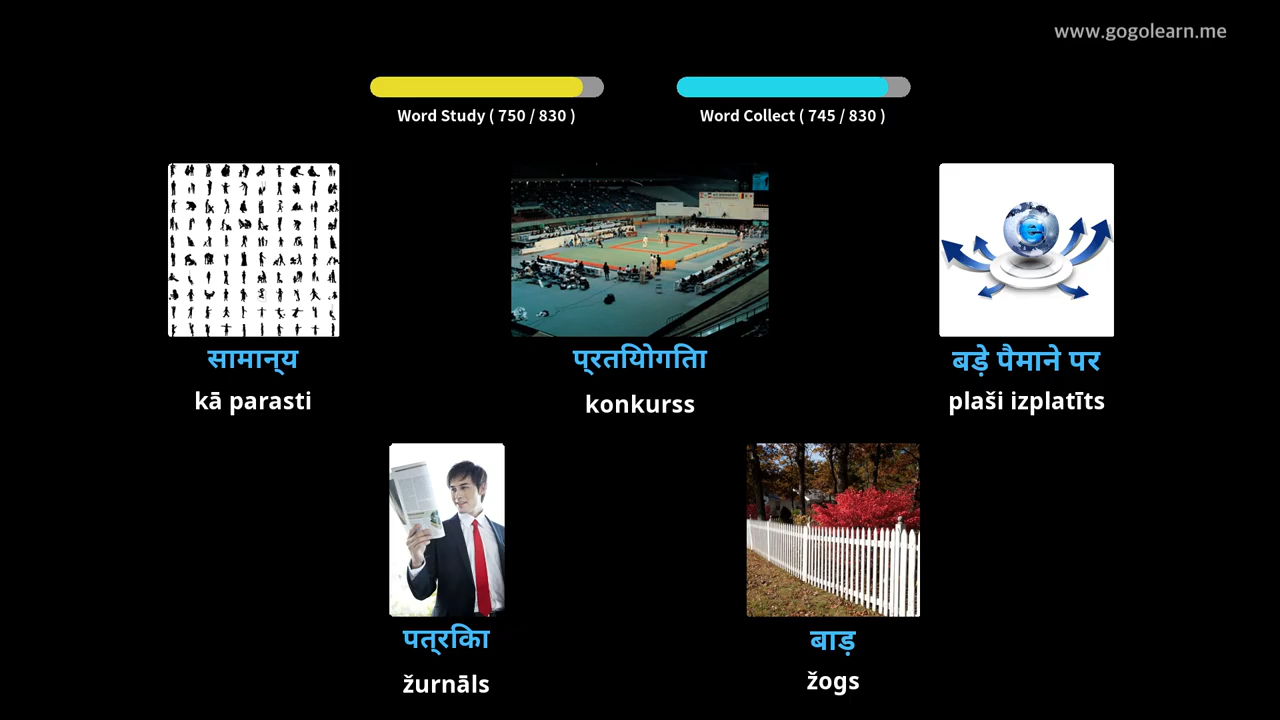 www.gogolearn.me
Word Study ( 750 / 830 )
Word Collect ( 745 / 830 )
सामान्य
kā parasti
प्रतियोगिता
konkurss
बड़े पैमाने पर
plaši izplatīts
पत्रिका
žurnāls
बाड़
žogs